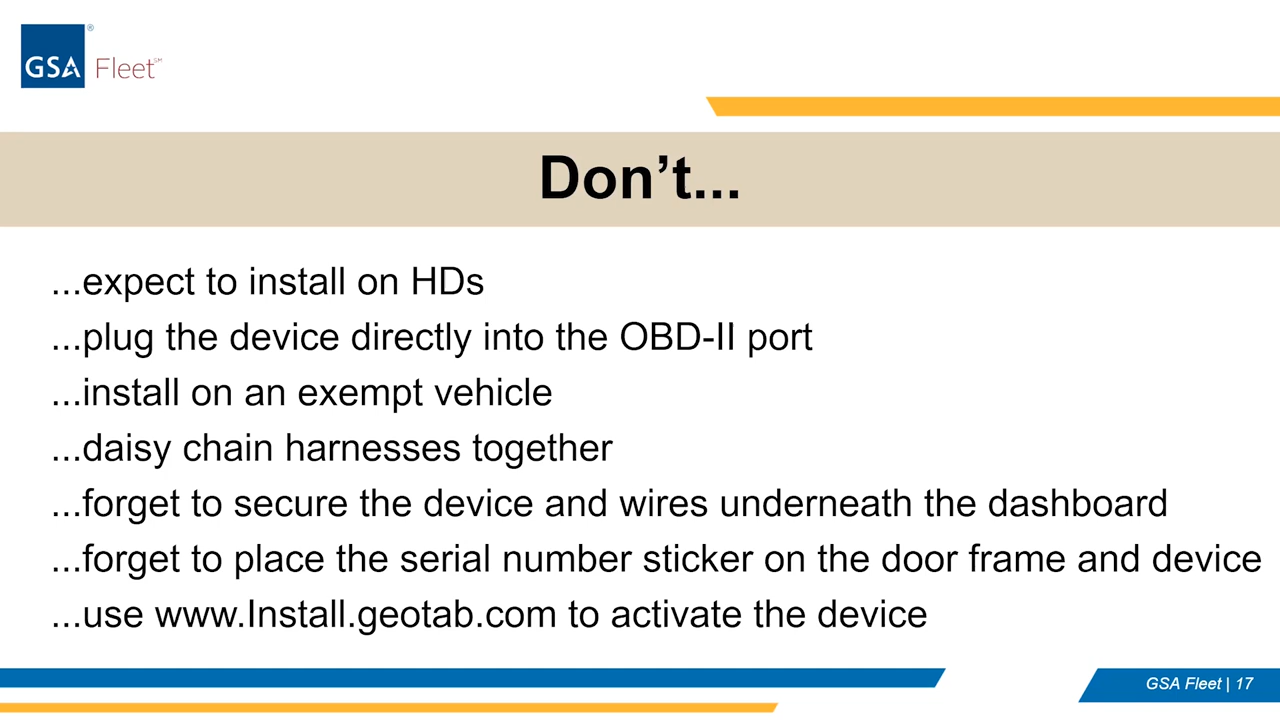 GSA Fleet℠ ®
Don’t...
...expect to install on HDs
...plug the device directly into the OBD-II port
...install on an exempt vehicle
...daisy chain harnesses together
...forget to secure the device and wires underneath the dashboard
...forget to place the serial number sticker on the door frame and device
...use www.Install.geotab.com to activate the device
GSA Fleet | 17